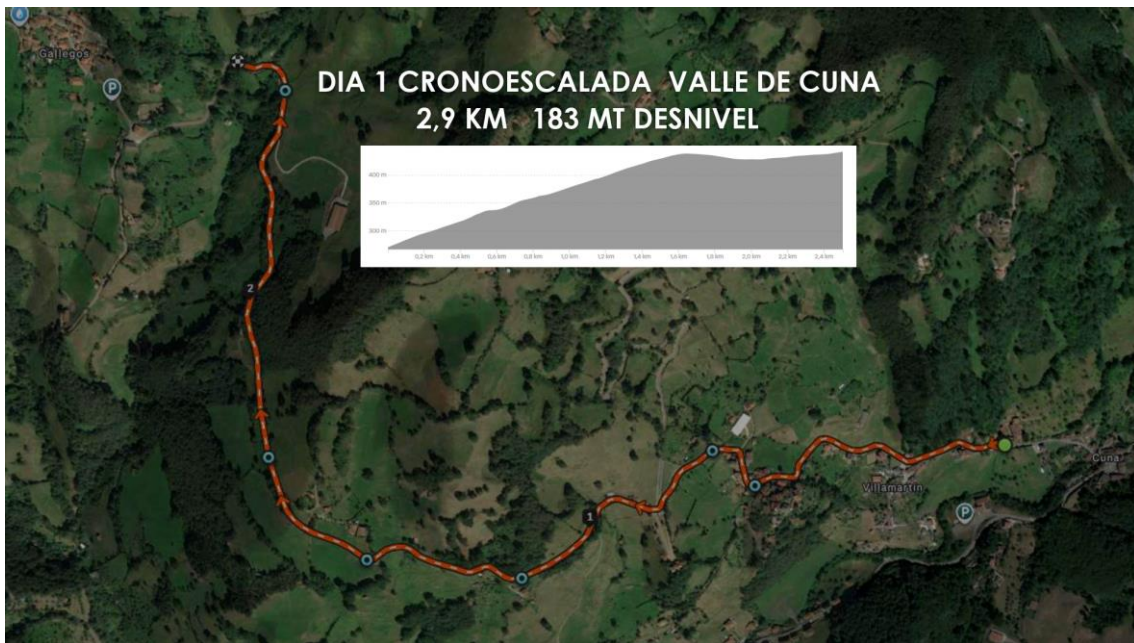 Gallegos
P
DIA 1 CRONOESCALADA VALLE DE CUNA
2,9 KM 183 MT DESNIVEL
400 m
350 m
300 m
0,2 km 0,4 km 0,6 km 0,8 km 1,0 km 1,2 km 1,4 km 1,6 km 1,8 km 2,0 km 2,2 km 2,4 km
2
1
Cuna
Villamartín
P